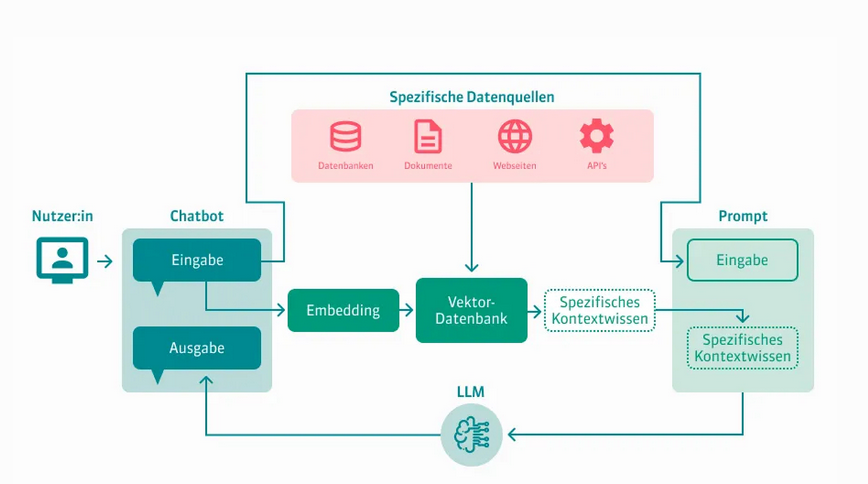 Spezifische Datenquellen
Datenbanken
Dokumente
Webseiten
API's
Nutzer:in
Chatbot
Prompt
Eingabe
Eingabe
Embedding
Vektor-
Datenbank
Spezifisches
Kontextwissen
Ausgabe
Spezifisches
Kontextwissen
LLM